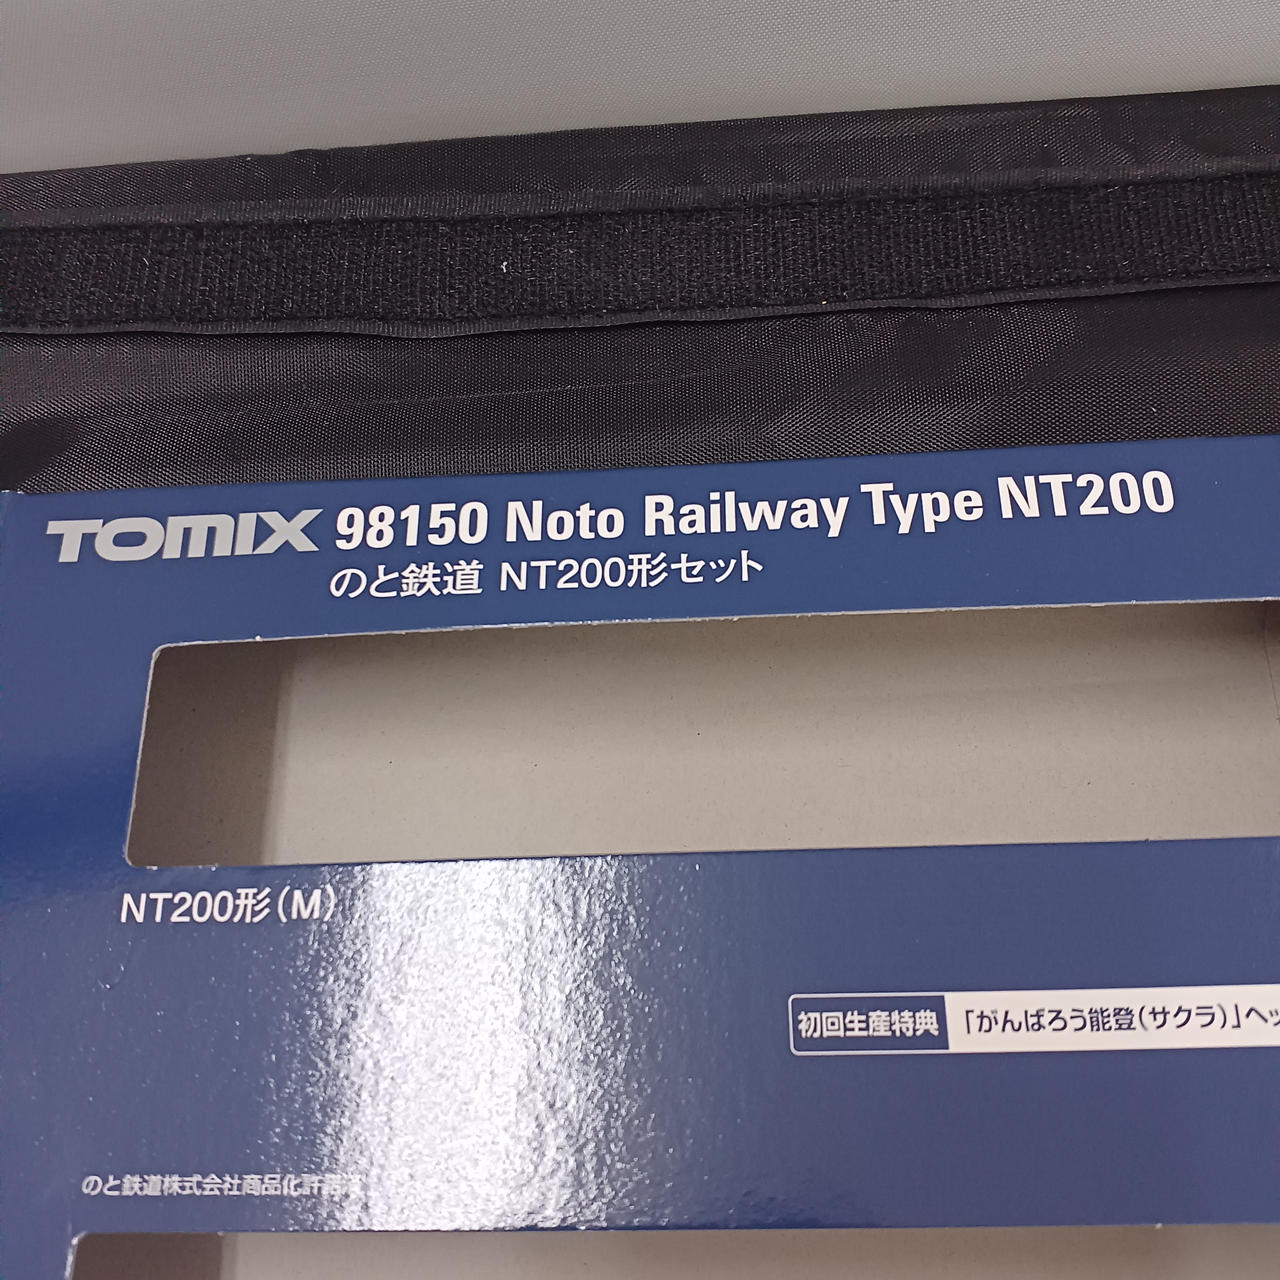 TOMIX 98150 Noto Railway Type NT200
のと鉄道 NT200形セット
NT200形(M)
初回生産特典 「がんばろう能登(サクラ)」ヘッ
のと鉄道株式会社商品化許諾済